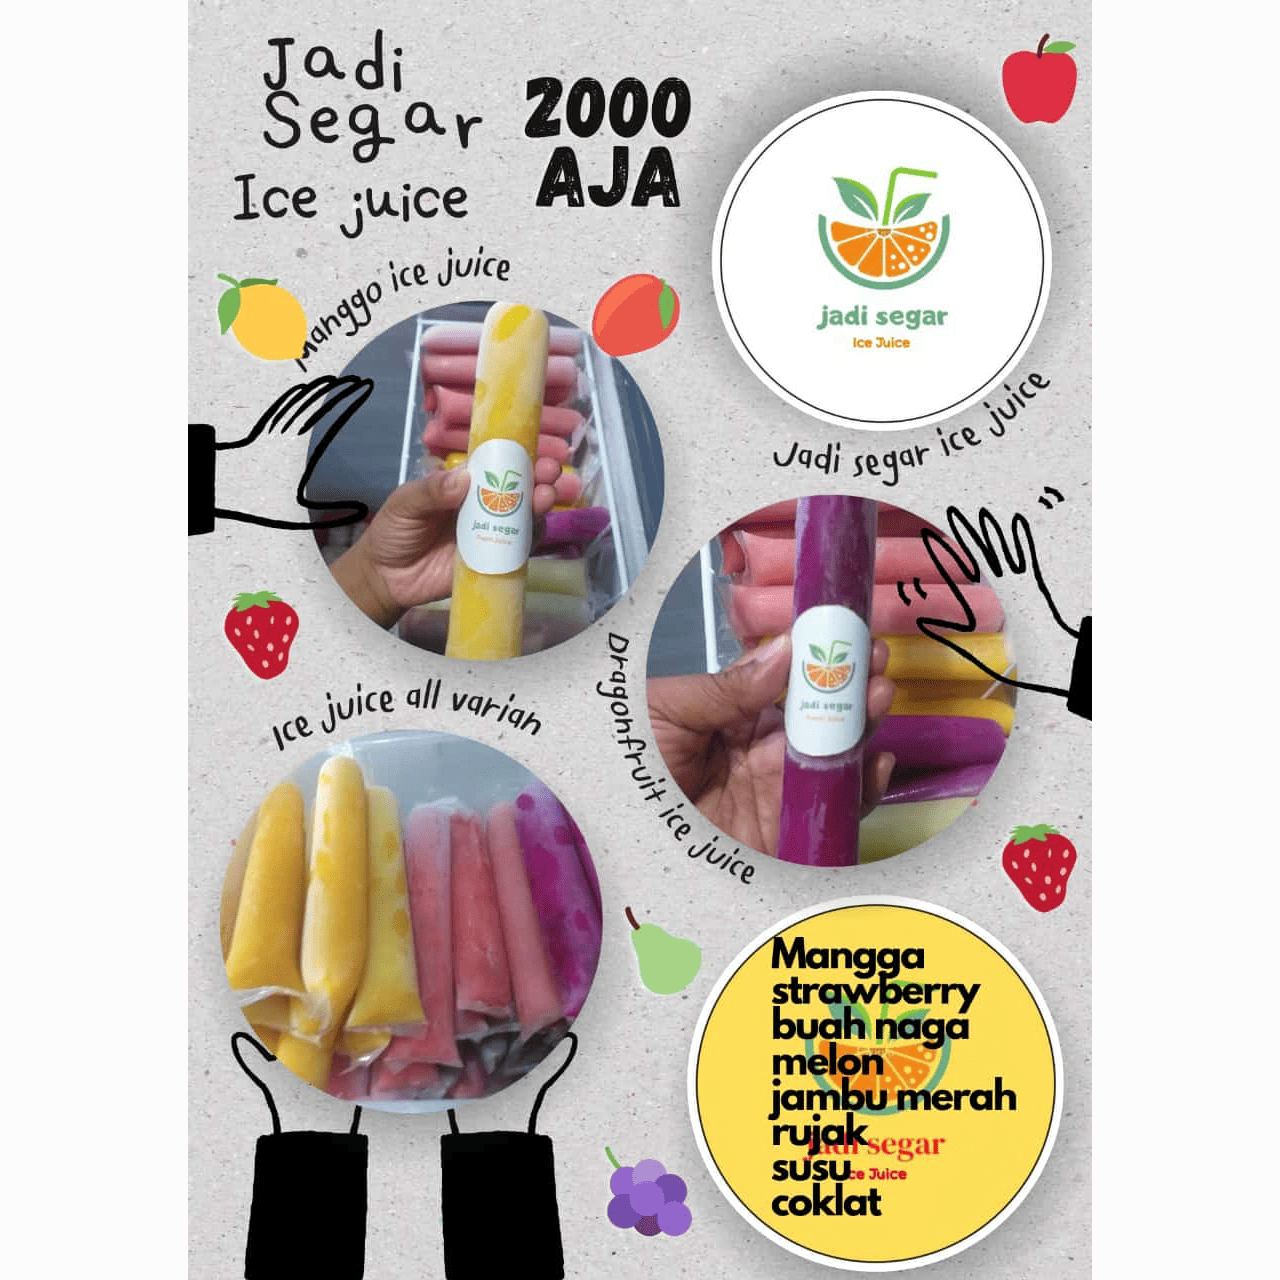 Jadi
Segar
Ice juice
2000
AJA
jadi segar
Ice Juice
Manggo ice juice
jadi segar
Jadi segar ice juice
jadi segar
Dragonfruit ice juice
Ice juice all varian
Mangga
strawberry
buah naga
melon
jambu merah
rujak
susu
coklat
jadi segar
Ice Juice